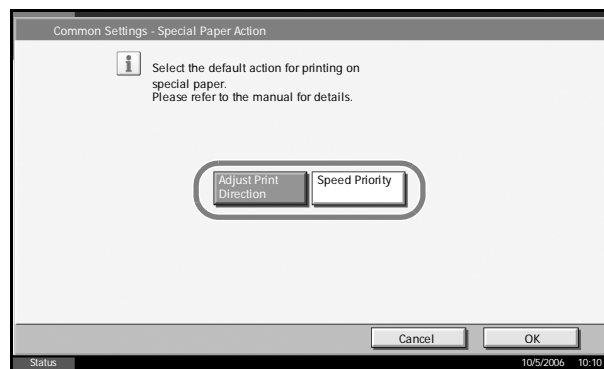 Common Settings - Special Paper Action
Select the default action for printing on
special paper.
Please refer to the manual for details.
Adjust Print
Direction
Speed Priority
Cancel
OK
Status
10/5/2006 10:10